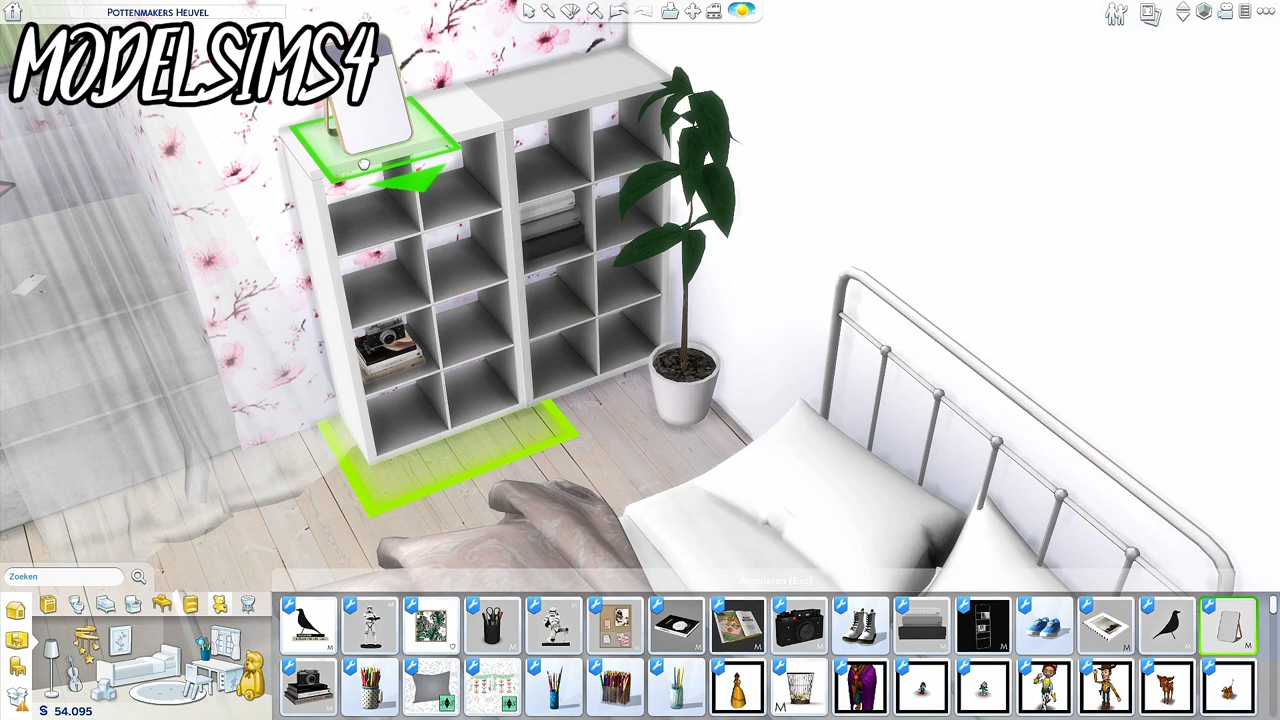 POTTENMAKERS HEUVEL
MODELSIMS4
Annuleren (Esc)
Zoeken
§ 54.095